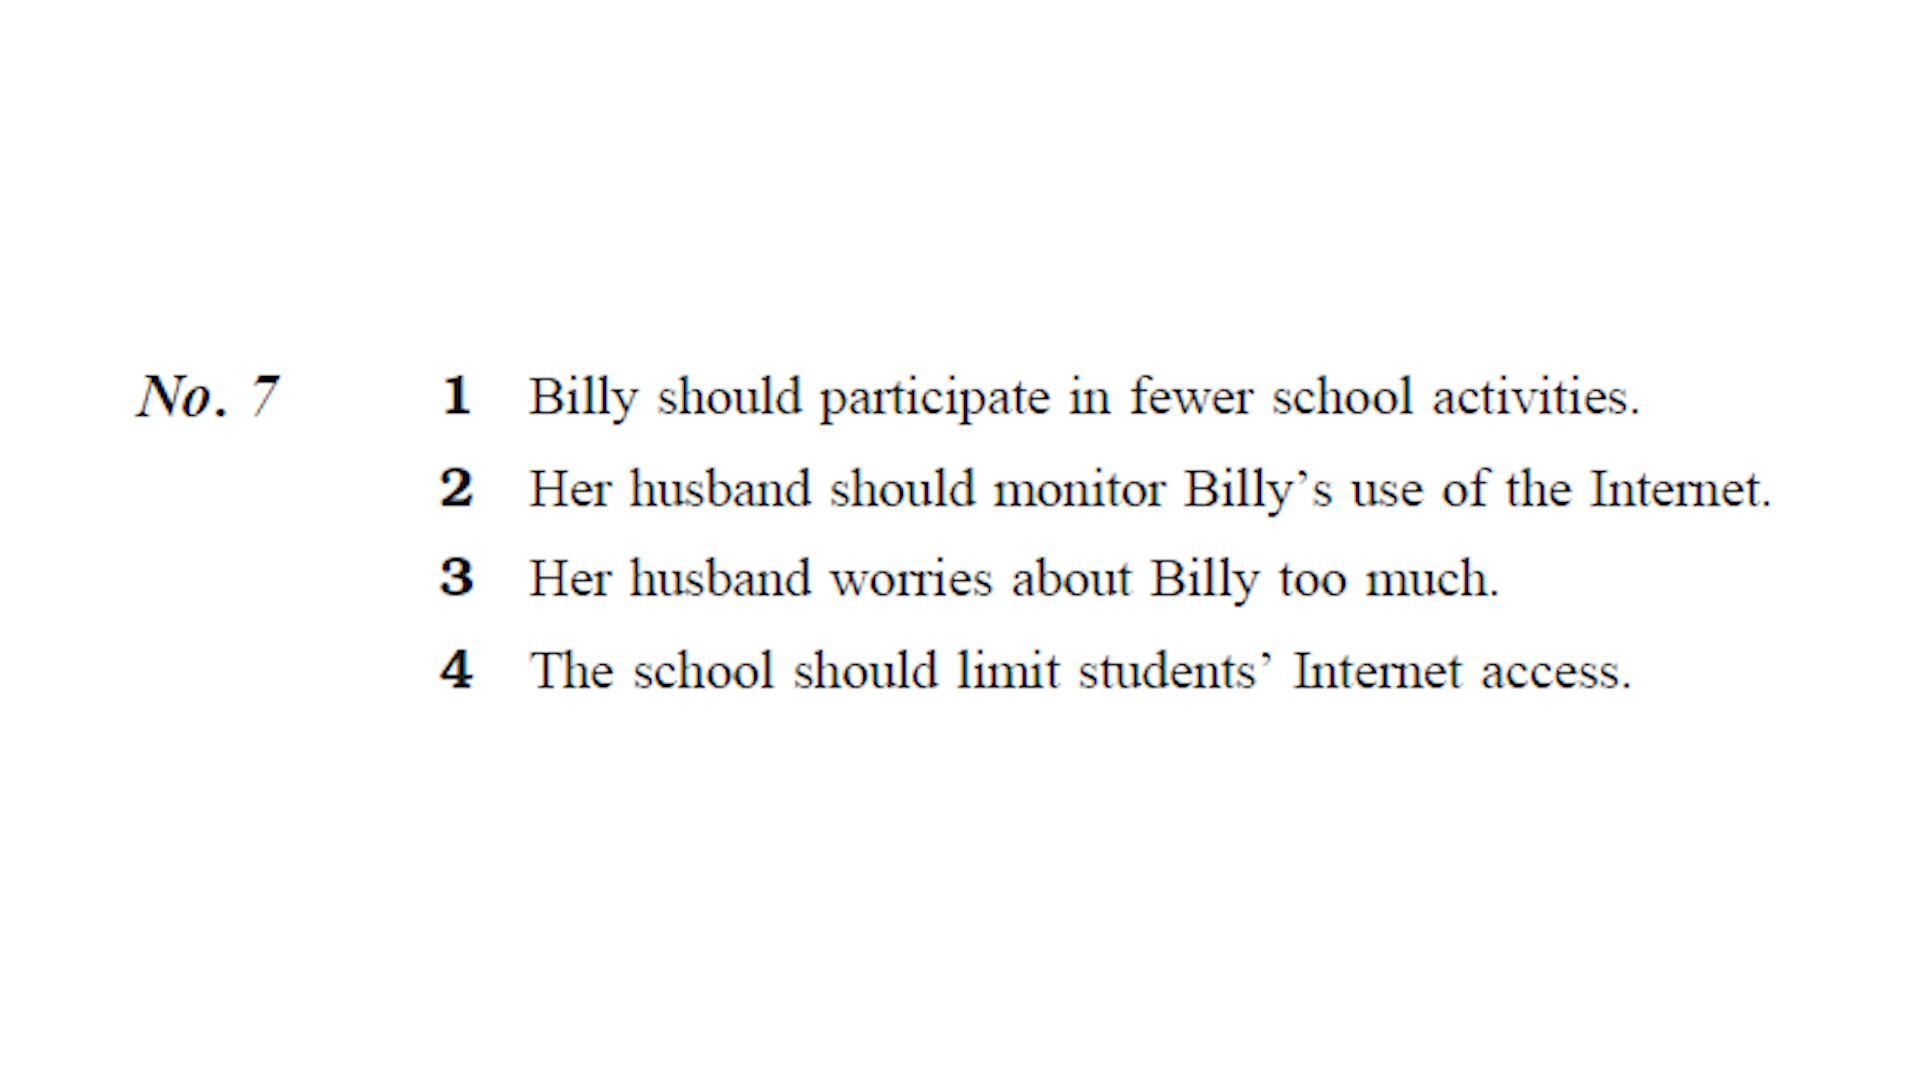 No. 7 1 Billy should participate in fewer school activities.
2 Her husband should monitor Billy’s use of the Internet.
3 Her husband worries about Billy too much.
4 The school should limit students’ Internet access.